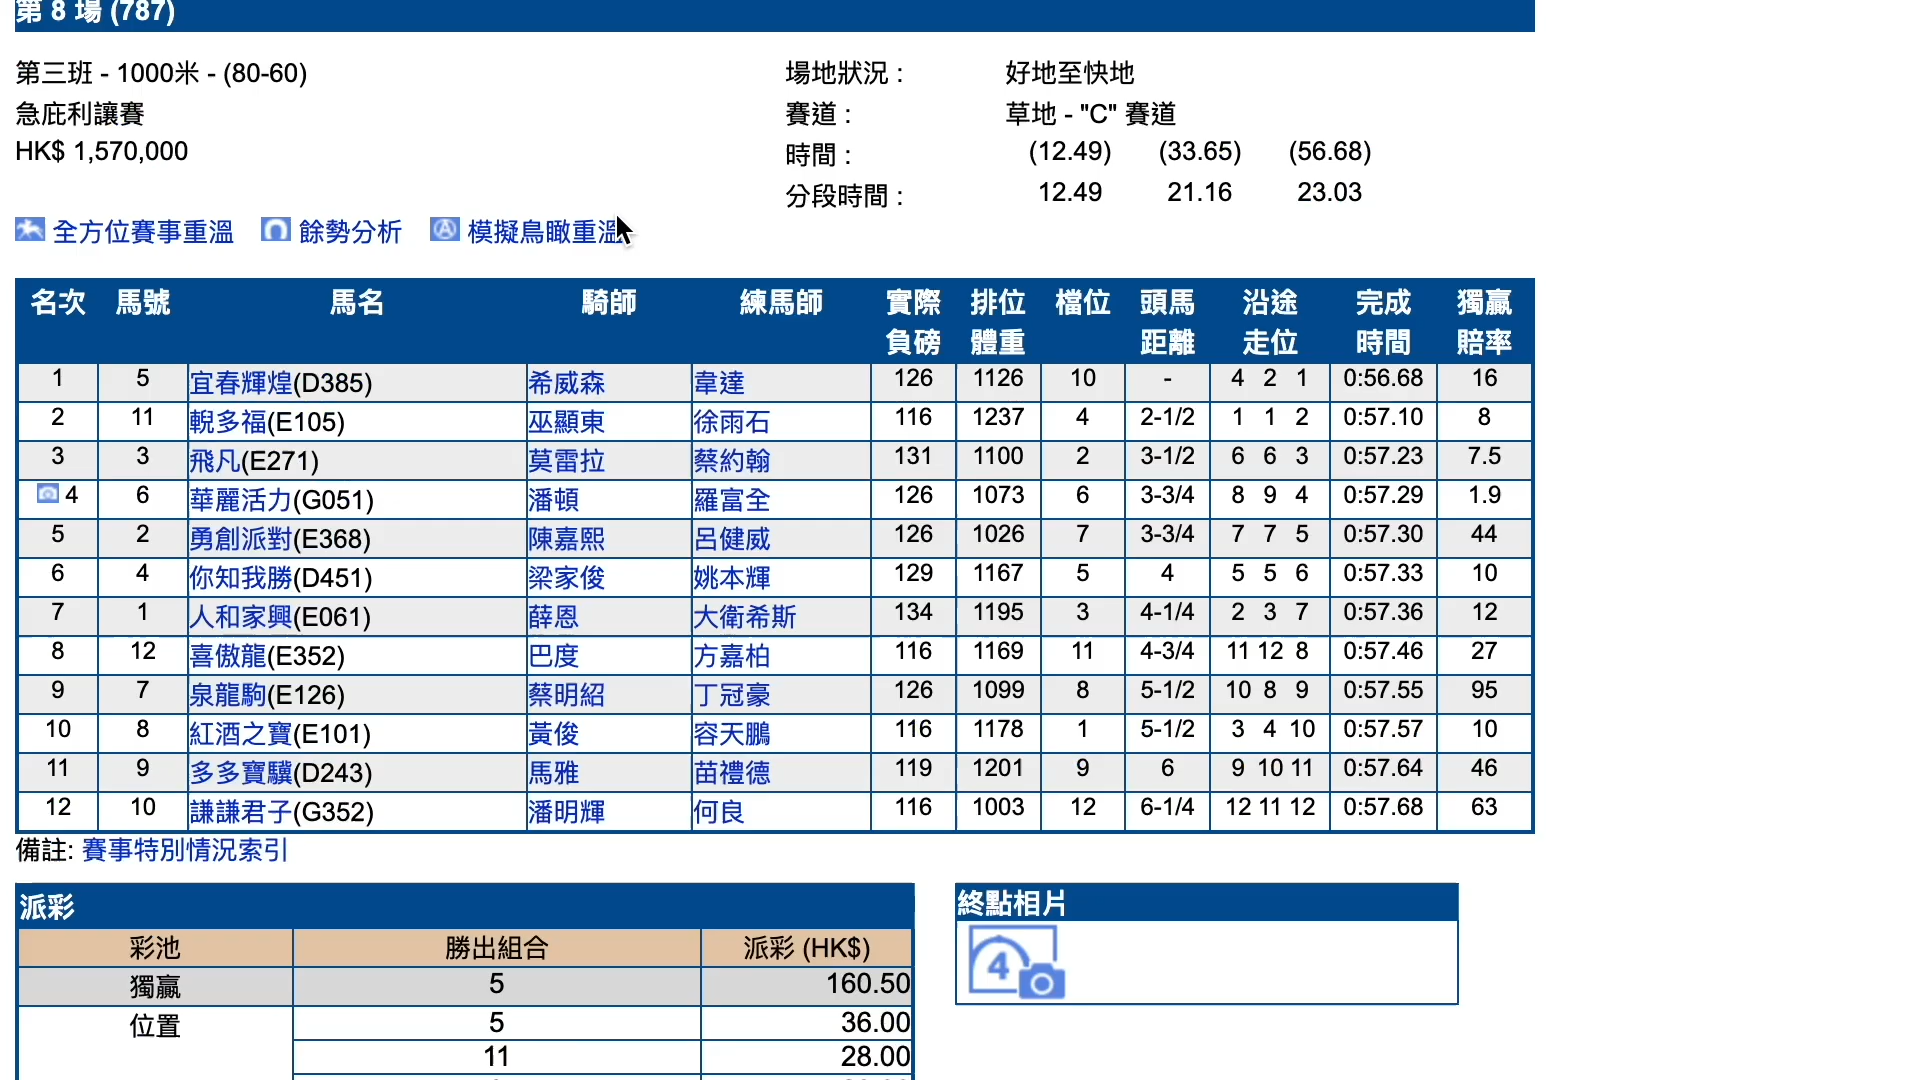 第 8 場 (787)
第三班 - 1000米 - (80-60) 場地狀況 : 好地至快地
急庇利讓賽 賽道 : 草地 - "C" 賽道
HK$ 1,570,000 時間 : (12.49) (33.65) (56.68)
分段時間 : 12.49 21.16 23.03
全方位賽事重溫 餘勢分析 模擬鳥瞰重溫
名次 馬號 馬名 騎師 練馬師 實際 排位 檔位 頭馬 沿途 完成 獨贏
負磅 體重 距離 走位 時間 賠率
1 5 宜春輝煌(D385) 希威森 韋達 126 1126 10 - 4 2 1 0:56.68 16
2 11 輗多福(E105) 巫顯東 徐雨石 116 1237 4 2-1/2 1 1 2 0:57.10 8
3 3 飛凡(E271) 莫雷拉 蔡約翰 131 1100 2 3-1/2 6 6 3 0:57.23 7.5
4 6 華麗活力(G051) 潘頓 羅富全 126 1073 6 3-3/4 8 9 4 0:57.29 1.9
5 2 勇創派對(E368) 陳嘉熙 呂健威 126 1026 7 3-3/4 7 7 5 0:57.30 44
6 4 你知我勝(D451) 梁家俊 姚本輝 129 1167 5 4 5 5 6 0:57.33 10
7 1 人和家興(E061) 薛恩 大衛希斯 134 1195 3 4-1/4 2 3 7 0:57.36 12
8 12 喜傲龍(E352) 巴度 方嘉柏 116 1169 11 4-3/4 11 12 8 0:57.46 27
9 7 泉龍駒(E126) 蔡明紹 丁冠豪 126 1099 8 5-1/2 10 8 9 0:57.55 95
10 8 紅酒之寶(E101) 黃俊 容天鵬 116 1178 1 5-1/2 3 4 10 0:57.57 10
11 9 多多寶驥(D243) 馬雅 苗禮德 119 1201 9 6 9 10 11 0:57.64 46
12 10 謙謙君子(G352) 潘明輝 何良 116 1003 12 6-1/4 12 11 12 0:57.68 63
備註: 賽事特別情況索引
派彩
彩池 勝出組合 派彩 (HK$)
獨贏 5 160.50
位置 5 36.00
11 28.00
終點相片
4